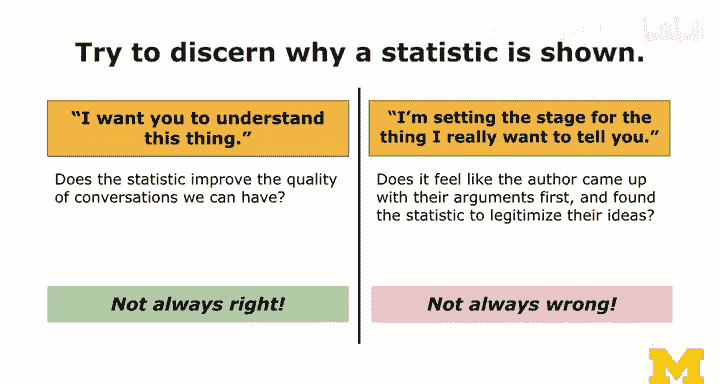 Try to discern why a statistic is shown.
“I want you to understand
this thing.”
Does the statistic improve the quality
of conversations we can have?
Not always right!
“I’m setting the stage for the
thing I really want to tell you.”
Does it feel like the author came up
with their arguments first, and found
the statistic to legitimize their ideas?
Not always wrong!
M